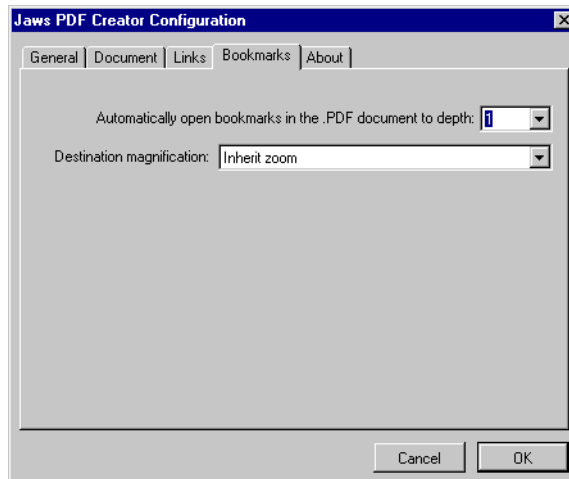 Jaws PDF Creator Configuration
General Document Links Bookmarks About
Automatically open bookmarks in the .PDF document to depth: 1
Destination magnification: Inherit zoom
Cancel OK